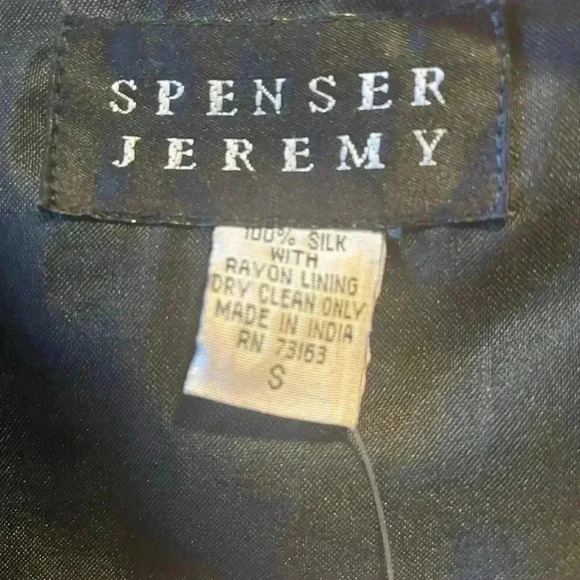 SPENSER
JEREMY
100% SILK
WITH
RAYON LINING
DRY CLEAN ONLY
MADE IN INDIA
RN 73163
S